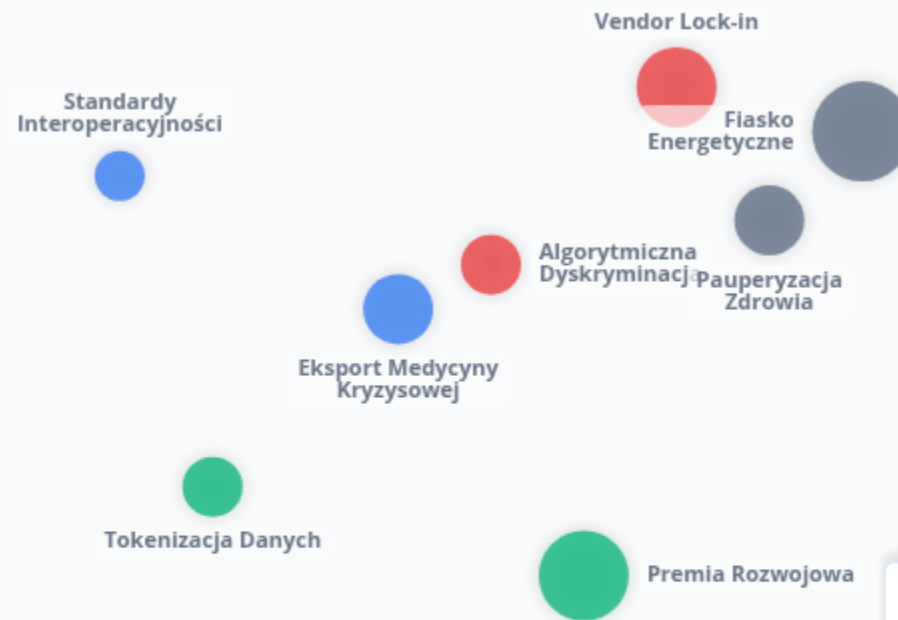 Vendor Lock-in
Standardy
Interoperacyjności
Fiasko
Energetyczne
Algorytmiczna
Dyskryminacja
Pauperyzacja
Zdrowia
Eksport Medycyny
Kryzysowej
Tokenizacja Danych
Premia Rozwojowa